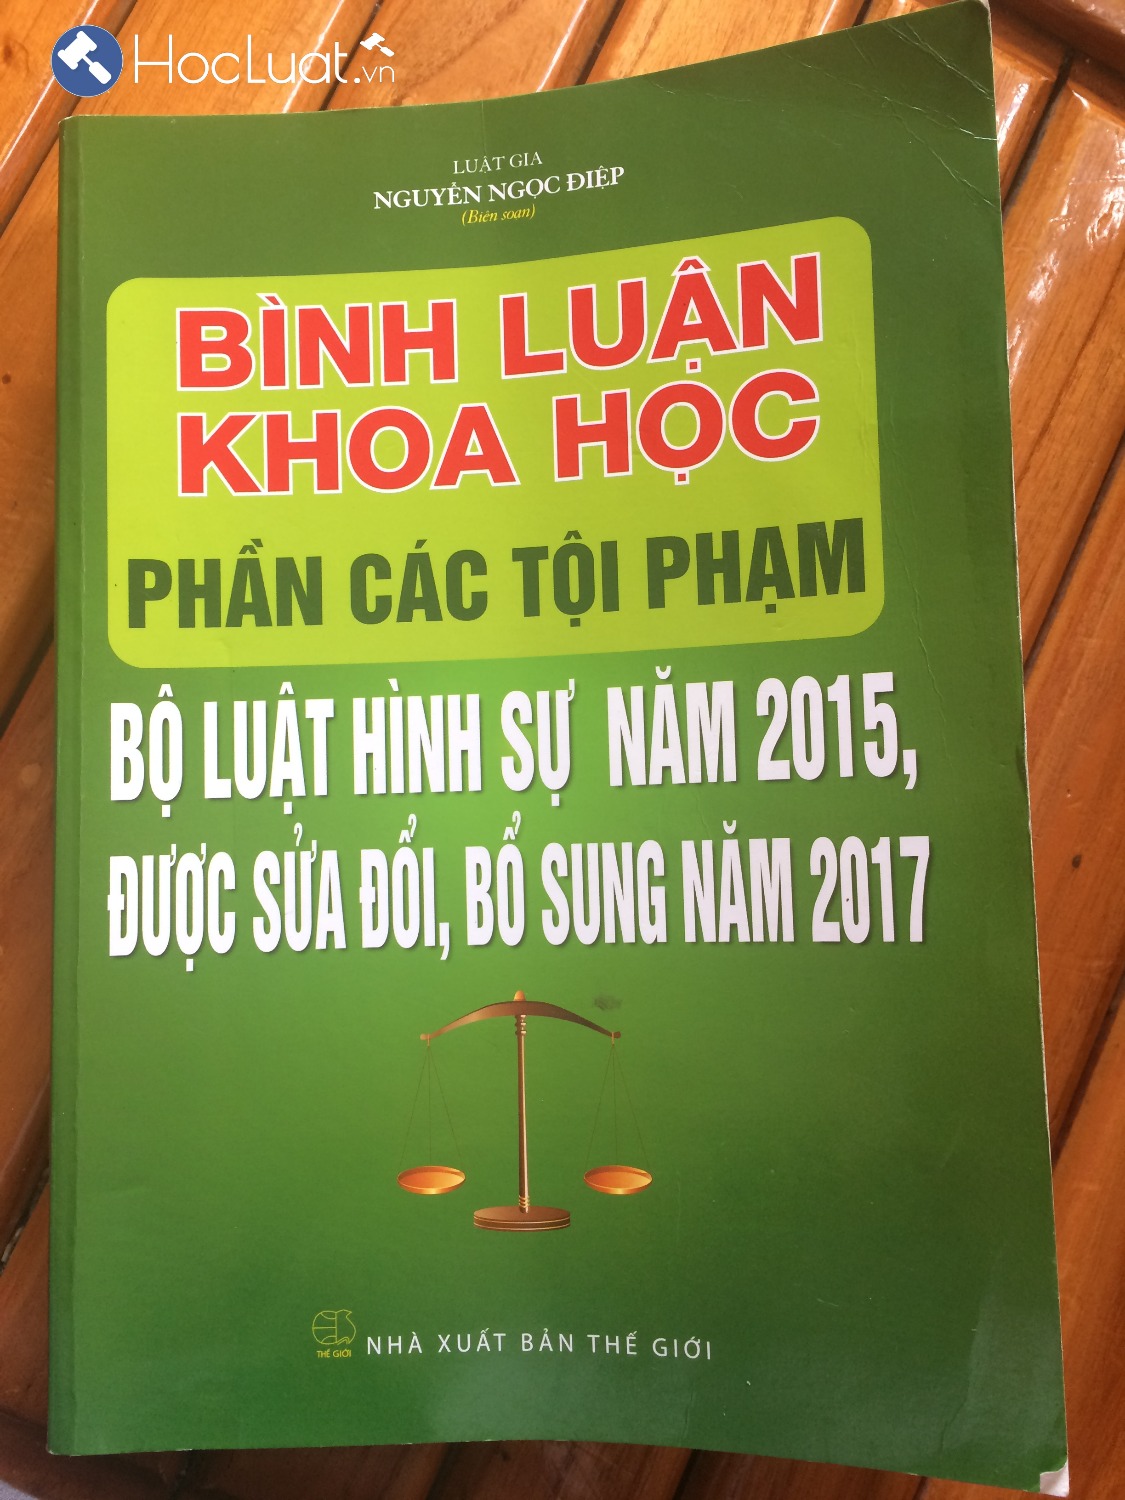 HocLuat.vn
LUẬT GIA
NGUYỄN NGỌC ĐIỆP
(Biên soạn)
BÌNH LUẬN
KHOA HỌC
PHẦN CÁC TỘI PHẠM
BỘ LUẬT HÌNH SỰ NĂM 2015,
ĐƯỢC SỬA ĐỔI, BỔ SUNG NĂM 2017
THẾ GIỚI
NHÀ XUẤT BẢN THẾ GIỚI